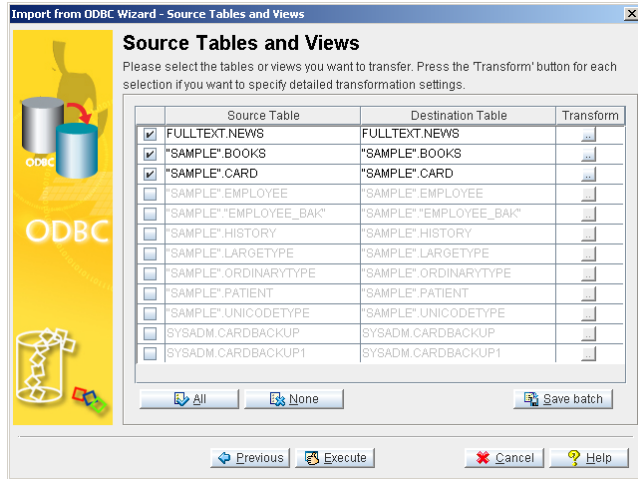 Import from ODBC Wizard - Source Tables and Views
Source Tables and Views
Please select the tables or views you want to transfer. Press the 'Transform' button for each
selection if you want to specify detailed transformation settings.
Source Table Destination Table Transform
FULLTEXT.NEWS FULLTEXT.NEWS ...
"SAMPLE".BOOKS "SAMPLE".BOOKS ...
"SAMPLE".CARD "SAMPLE".CARD ...
"SAMPLE".EMPLOYEE "SAMPLE".EMPLOYEE ...
"SAMPLE"."EMPLOYEE_BAK" "SAMPLE"."EMPLOYEE_BAK" ...
"SAMPLE".HISTORY "SAMPLE".HISTORY ...
"SAMPLE".LARGETYPE "SAMPLE".LARGETYPE ...
"SAMPLE".ORDINARYTYPE "SAMPLE".ORDINARYTYPE ...
"SAMPLE".PATIENT "SAMPLE".PATIENT ...
"SAMPLE".UNICODETYPE "SAMPLE".UNICODETYPE ...
SYSADM.CARDBACKUP SYSADM.CARDBACKUP ...
SYSADM.CARDBACKUP1 SYSADM.CARDBACKUP1 ...
ODBC
ODBC
All None Save batch
Previous Execute Cancel Help